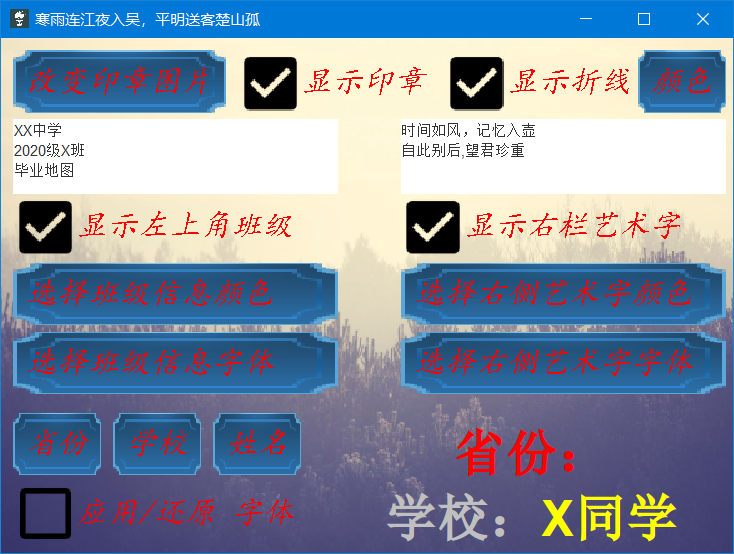 寒雨连江夜入吴，平明送客楚山孤
改变印章图片 显示印章 显示折线 颜色
XX中学
2020级X班
毕业地图
时间如风，记忆入壶
自此别后,望君珍重
显示左上角班级 显示右栏艺术字
选择班级信息颜色 选择右侧艺术字颜色
选择班级信息字体 选择右侧艺术字字体
省份 学校 姓名 省份：
应用/还原 字体 学校：X同学